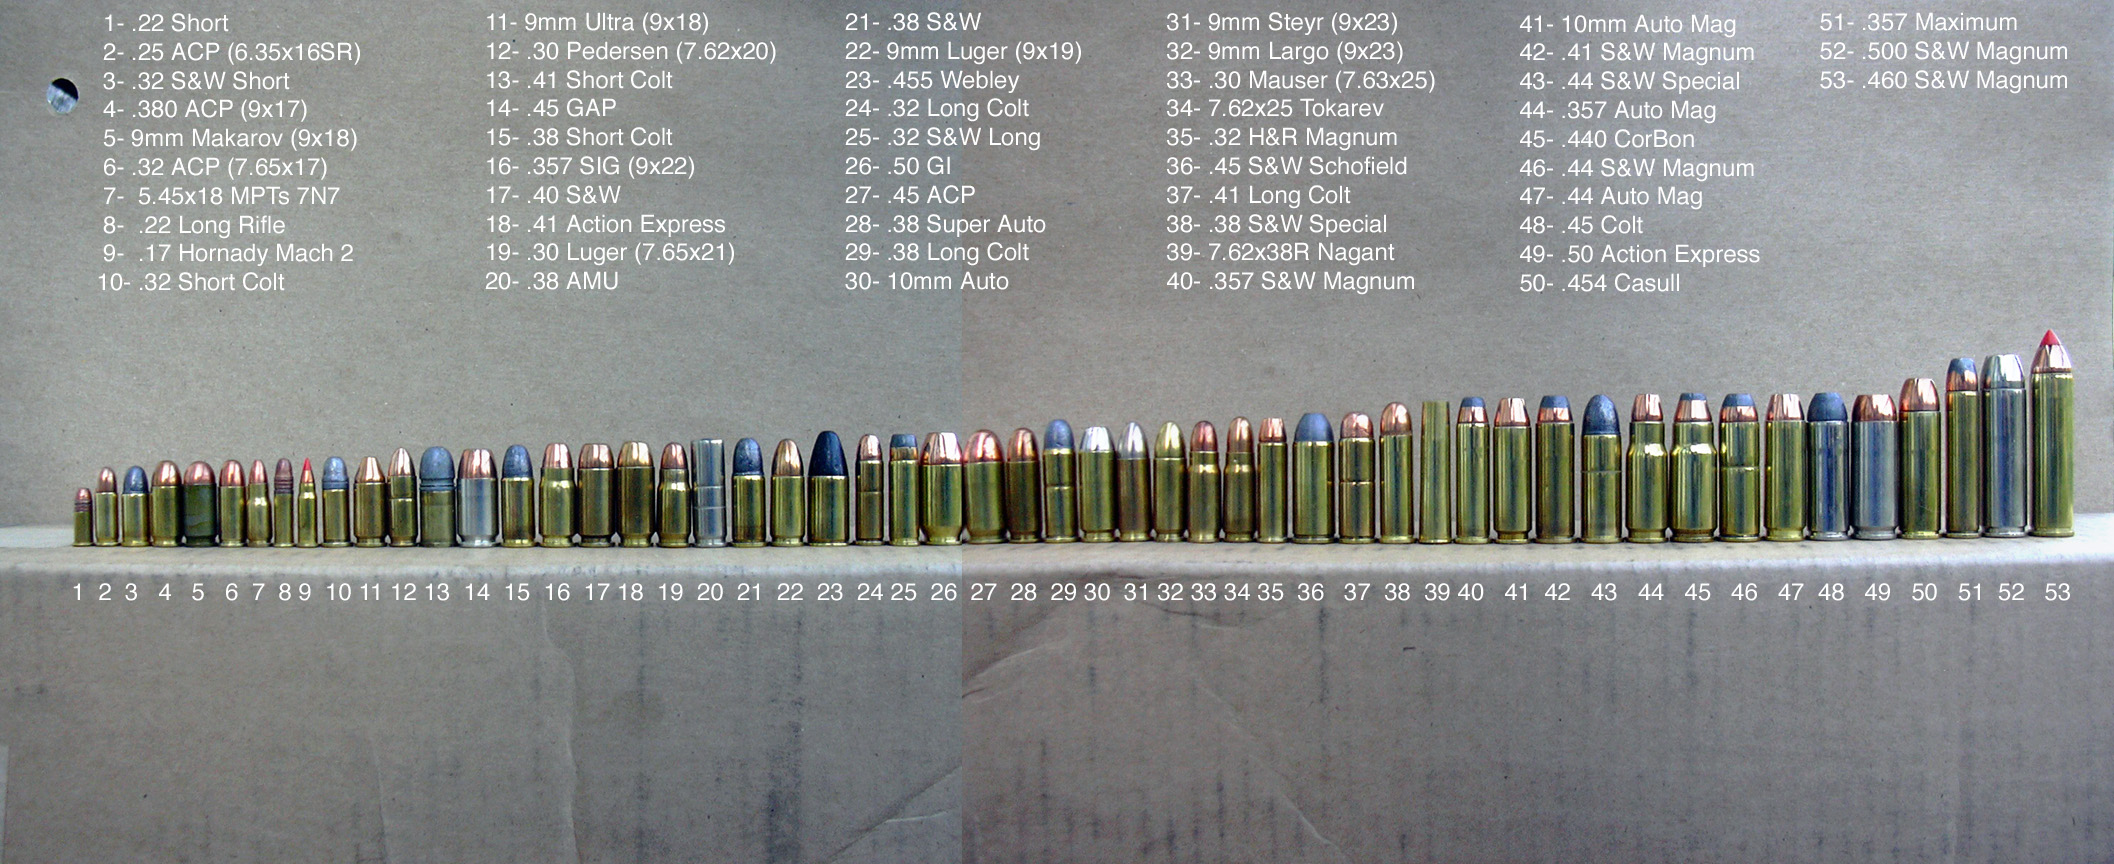 1- .22 Short
2- .25 ACP (6.35x16SR)
3- .32 S&W Short
4- .380 ACP (9x17)
5- 9mm Makarov (9x18)
6- .32 ACP (7.65x17)
7- 5.45x18 MPTs 7N7
8- .22 Long Rifle
9- .17 Hornady Mach 2
10- .32 Short Colt
11- 9mm Ultra (9x18)
12- .30 Pedersen (7.62x20)
13- .41 Short Colt
14- .45 GAP
15- .38 Short Colt
16- .357 SIG (9x22)
17- .40 S&W
18- .41 Action Express
19- .30 Luger (7.65x21)
20- .38 AMU
21- .38 S&W
22- 9mm Luger (9x19)
23- .455 Webley
24- .32 Long Colt
25- .32 S&W Long
26- .50 GI
27- .45 ACP
28- .38 Super Auto
29- .38 Long Colt
30- 10mm Auto
31- 9mm Steyr (9x23)
32- 9mm Largo (9x23)
33- .30 Mauser (7.63x25)
34- 7.62x25 Tokarev
35- .32 H&R Magnum
36- .45 S&W Schofield
37- .41 Long Colt
38- .38 S&W Special
39- 7.62x38R Nagant
40- .357 S&W Magnum
41- 10mm Auto Mag
42- .41 S&W Magnum
43- .44 S&W Special
44- .357 Auto Mag
45- .440 CorBon
46- .44 S&W Magnum
47- .44 Auto Mag
48- .45 Colt
49- .50 Action Express
50- .454 Casull
51- .357 Maximum
52- .500 S&W Magnum
53- .460 S&W Magnum
1 2 3 4 5 6 7 8 9 10 11 12 13 14 15 16 17 18 19 20 21 22 23 24 25 26 27 28 29 30 31 32 33 34 35 36 37 38 39 40 41 42 43 44 45 46 47 48 49 50 51 52 53